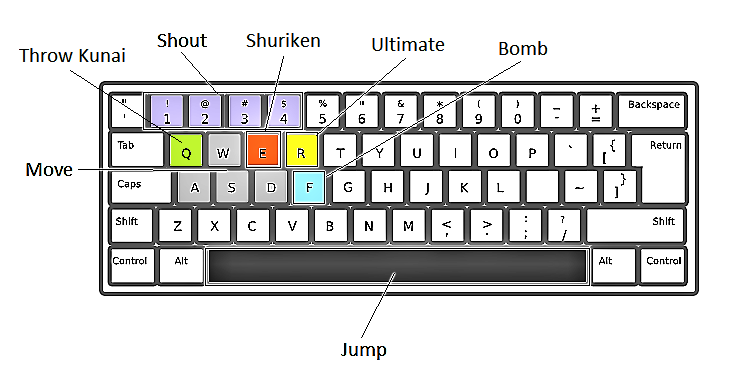 Throw Kunai
Shout
Shuriken
Ultimate
Bomb
" ! @ # $ % " & * ( ) - +
' 1 2 3 4 5 6 7 8 9 0 - = Backspace
Tab Q W E R T Y U I O P ` { [ Return
Move
Caps A S D F G H J K L ~ } ]
Shift Z X C V B N M < , > . : ; ? / Shift
Control Alt Alt Control
Jump